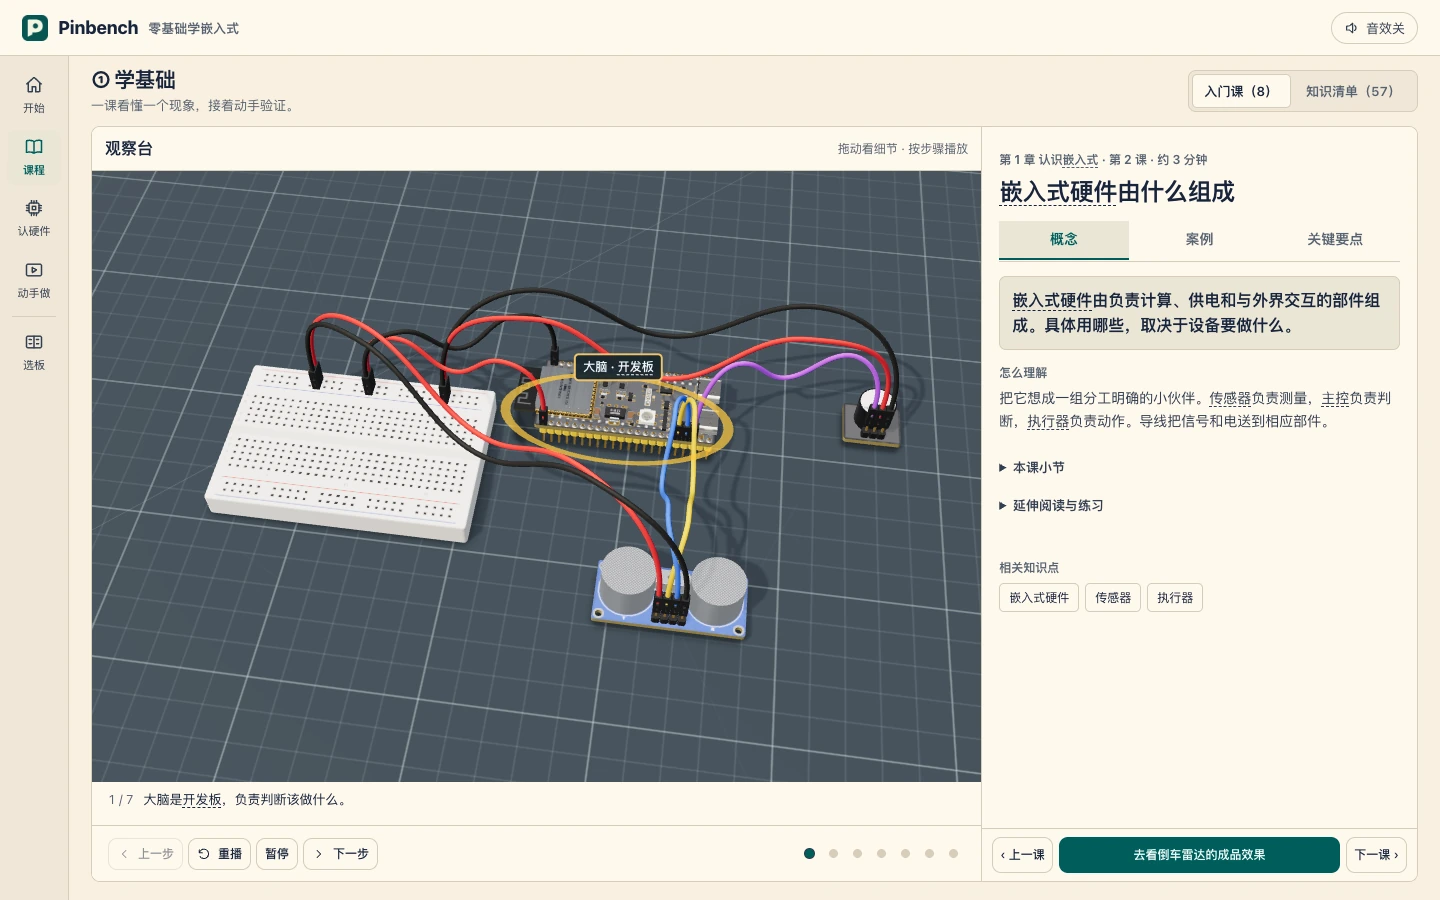 Pinbench 零基础学嵌入式
音效关
开始
课程
认硬件
动手做
选板
① 学基础
一课看懂一个现象，接着动手验证。
入门课（8）
知识清单（57）
观察台
拖动看细节 · 按步骤播放
大脑 · 开发板
1 / 7 大脑是开发板，负责判断该做什么。
上一步
重播
暂停
下一步
第 1 章 认识嵌入式 · 第 2 课 · 约 3 分钟
嵌入式硬件由什么组成
概念
案例
关键要点
嵌入式硬件由负责计算、供电和与外界交互的部件组
成。具体用哪些，取决于设备要做什么。
怎么理解
把它想成一组分工明确的小伙伴。传感器负责测量，主控负责判
断，执行器负责动作。导线把信号和电送到相应部件。
本课小节
延伸阅读与练习
相关知识点
嵌入式硬件
传感器
执行器
‹ 上一课
去看倒车雷达的成品效果
下一课 ›